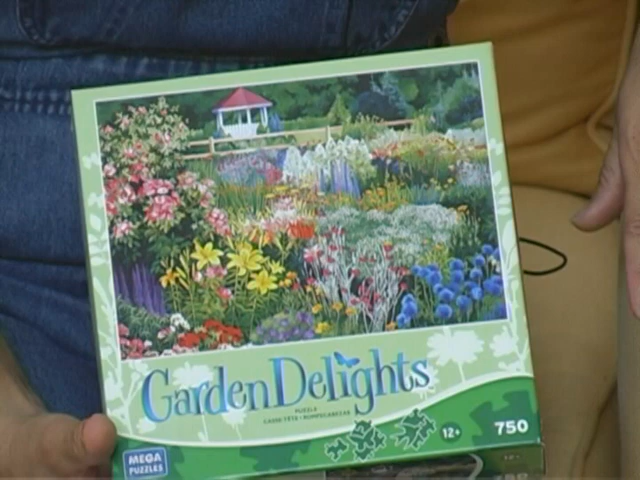 Garden Delights
PUZZLE
CASSE-TÊTE • ROMPECABEZAS
12+
750
MEGA
PUZZLES